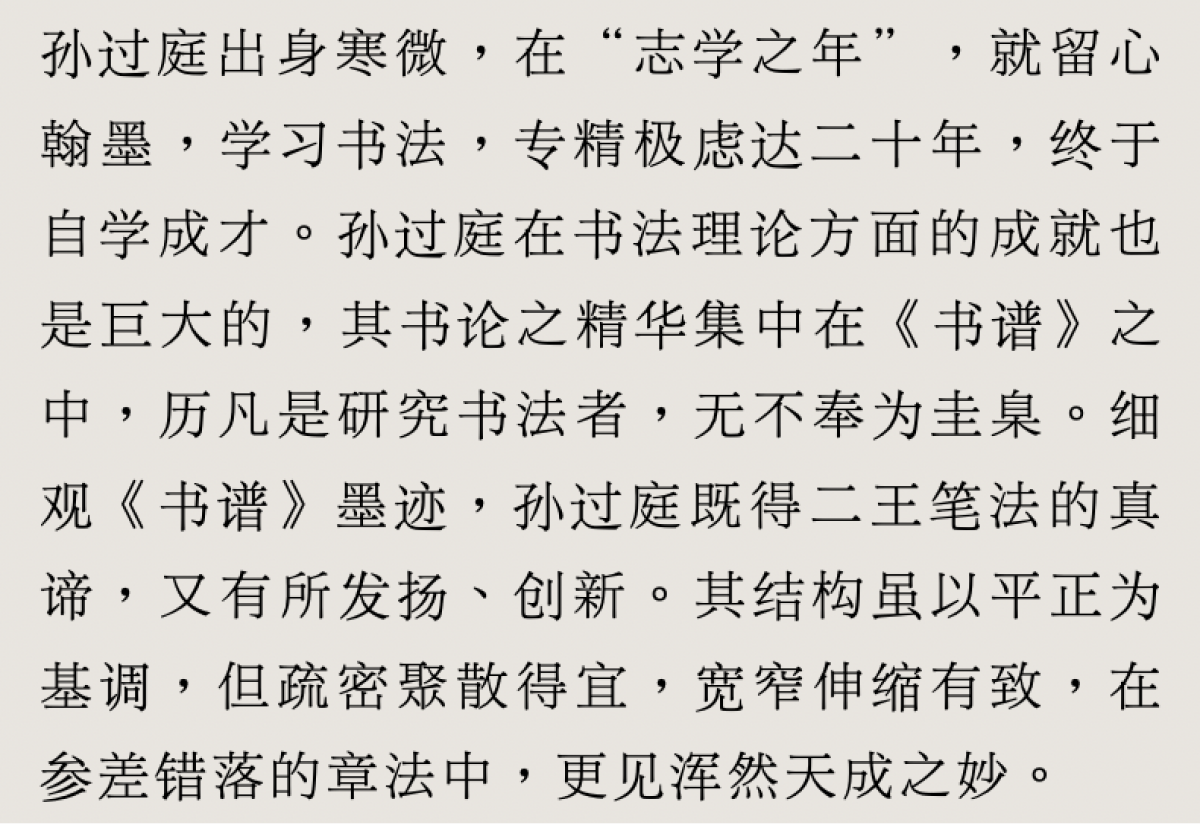 孙过庭出身寒微，在“志学之年”，就留心
翰墨，学习书法，专精极虑达二十年，终于
自学成才。孙过庭在书法理论方面的成就也
是巨大的，其书论之精华集中在《书谱》之
中，历凡是研究书法者，无不奉为圭臬。细
观《书谱》墨迹，孙过庭既得二王笔法的真
谛，又有所发扬、创新。其结构虽以平正为
基调，但疏密聚散得宜，宽窄伸缩有致，在
参差错落的章法中，更见浑然天成之妙。